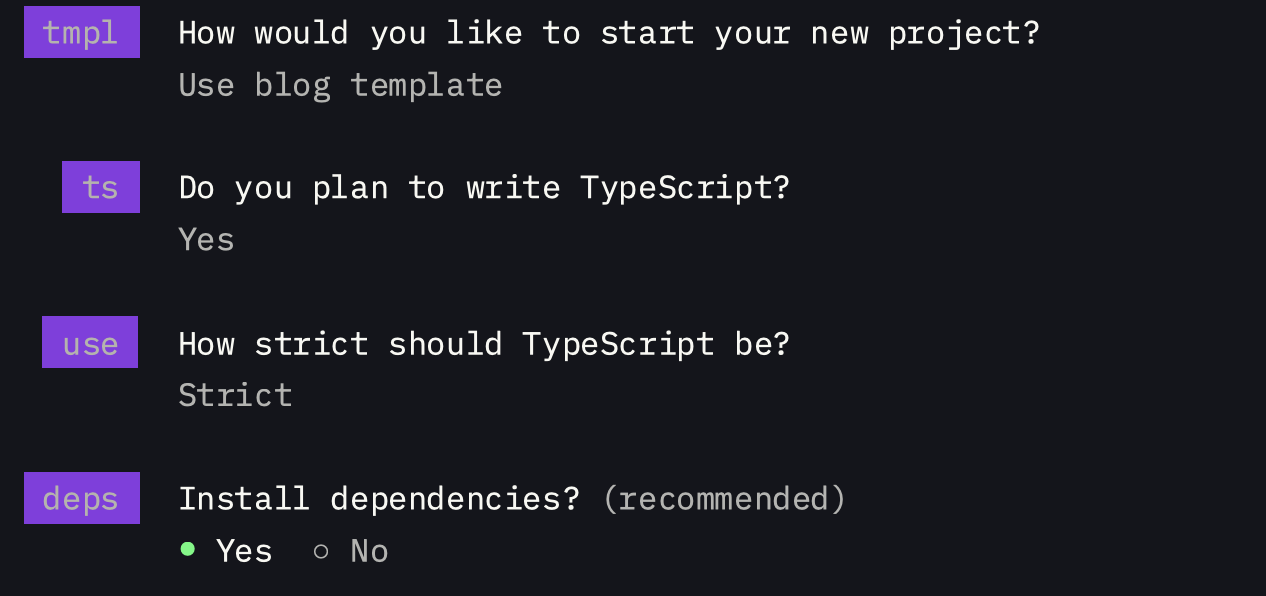 tmpl How would you like to start your new project?
Use blog template
ts Do you plan to write TypeScript?
Yes
use How strict should TypeScript be?
Strict
deps Install dependencies? (recommended)
● Yes ○ No